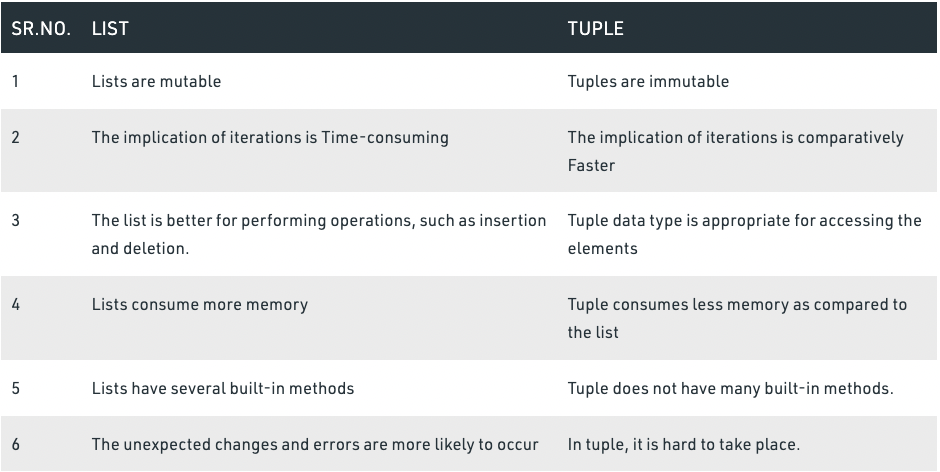 SR.NO. LIST TUPLE
1 Lists are mutable Tuples are immutable
2 The implication of iterations is Time-consuming The implication of iterations is comparatively
Faster
3 The list is better for performing operations, such as insertion Tuple data type is appropriate for accessing the
and deletion. elements
4 Lists consume more memory Tuple consumes less memory as compared to
the list
5 Lists have several built-in methods Tuple does not have many built-in methods.
6 The unexpected changes and errors are more likely to occur In tuple, it is hard to take place.